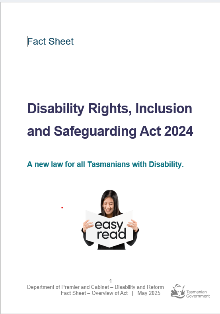 Fact Sheet
Disability Rights, Inclusion
and Safeguarding Act 2024
A new law for all Tasmanians with Disability.
easy
read
1
Department of Premier and Cabinet – Disability and Reform
Fact Sheet – Overview of Act | May 2025
Tasmanian
Government